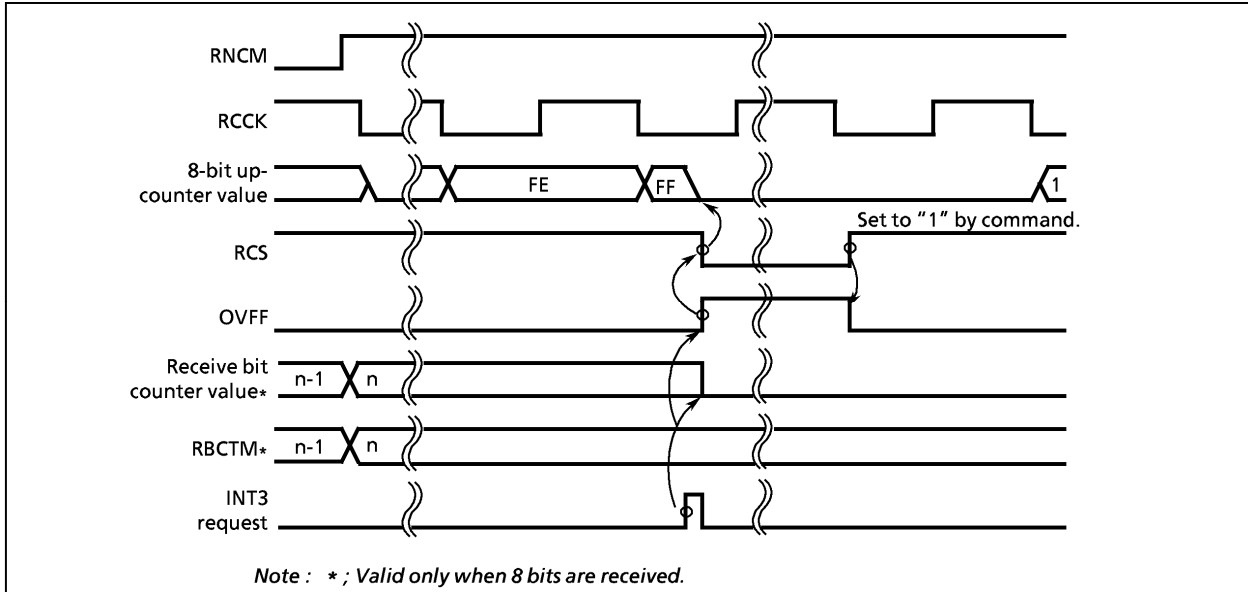 RNCM
RCCK
8-bit up-
counter value
FE
FF
1
Set to "1" by command.
RCS
OVFF
Receive bit
counter value*
n-1
n
RBCTM*
n-1
n
INT3
request
Note : * ; Valid only when 8 bits are received.